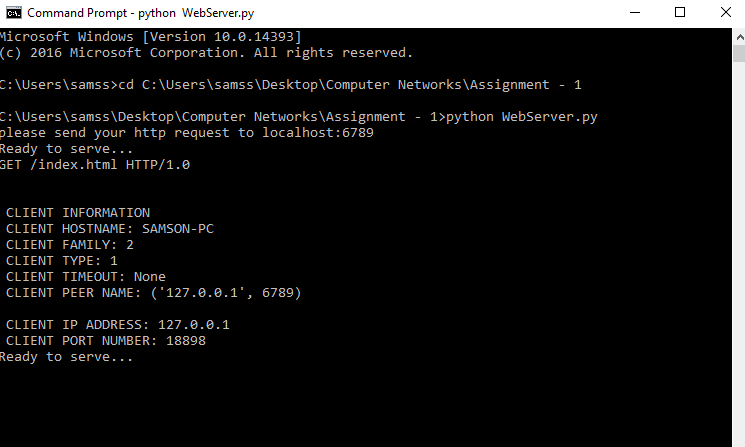 Command Prompt - python  WebServer.py
Microsoft Windows [Version 10.0.14393]
(c) 2016 Microsoft Corporation. All rights reserved.
C:\Users\samss>cd C:\Users\samss\Desktop\Computer Networks\Assignment - 1
C:\Users\samss\Desktop\Computer Networks\Assignment - 1>python WebServer.py
please send your http request to localhost:6789
Ready to serve...
GET /index.html HTTP/1.0
CLIENT INFORMATION
CLIENT HOSTNAME: SAMSON-PC
CLIENT FAMILY: 2
CLIENT TYPE: 1
CLIENT TIMEOUT: None
CLIENT PEER NAME: ('127.0.0.1', 6789)
CLIENT IP ADDRESS: 127.0.0.1
CLIENT PORT NUMBER: 18898
Ready to serve...